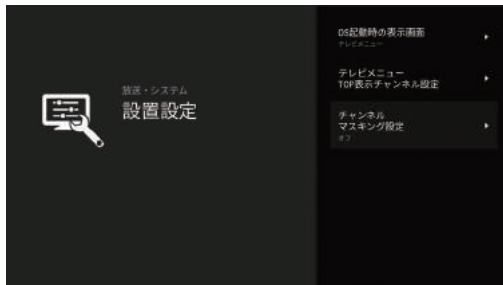 放送・システム
設置設定
OS起動時の表示画面
テレビメニュー
テレビメニュー
TOP表示チャンネル設定
チャンネル
マスキング設定
オフ